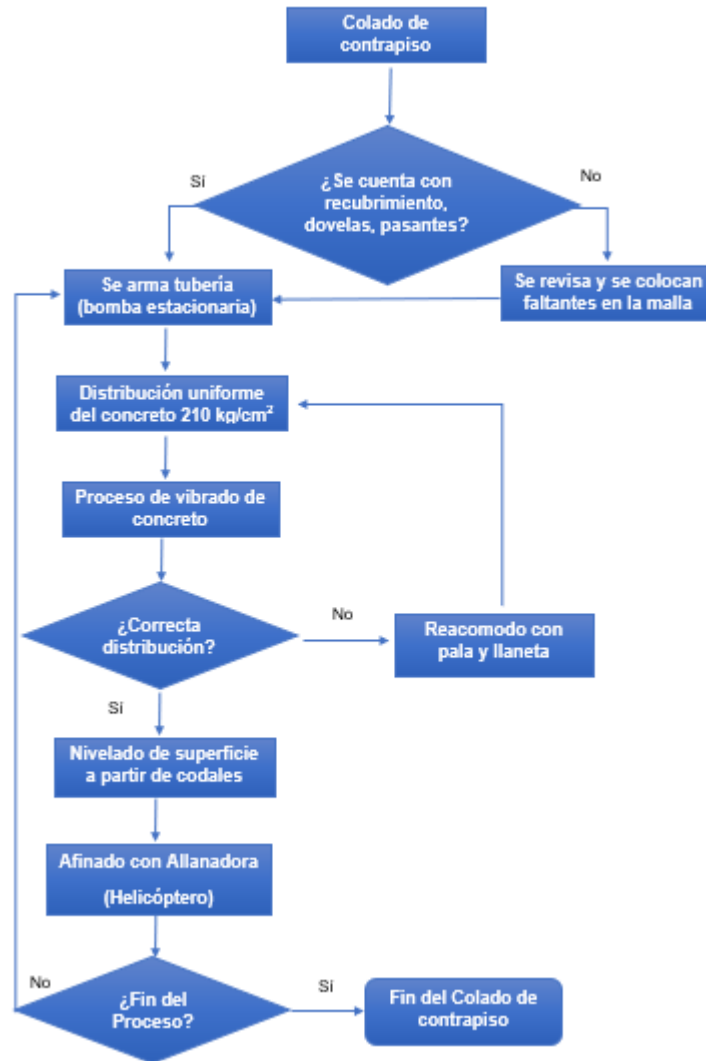 Colado de
contrapiso
Sí
¿Se cuenta con
recubrimiento,
dovelas, pasantes?
No
Se arma tubería
(bomba estacionaria)
Se revisa y se colocan
faltantes en la malla
Distribución uniforme
del concreto 210 kg/cm²
Proceso de vibrado de
concreto
¿Correcta
distribución?
No
Reacomodo con
pala y llaneta
Sí
Nivelado de superficie
a partir de codales
Afinado con Allanadora
(Helicóptero)
No
¿Fin del
Proceso?
Sí
Fin del Colado de
contrapiso